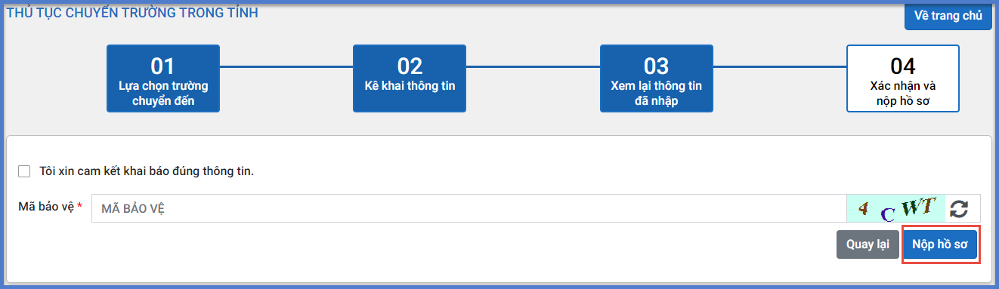 THỦ TỤC CHUYỂN TRƯỜNG TRONG TỈNH
Về trang chủ
01
Lựa chọn trường
chuyển đến
02
Kê khai thông tin
03
Xem lại thông tin
đã nhập
04
Xác nhận và
nộp hồ sơ
Tôi xin cam kết khai báo đúng thông tin.
Mã bảo vệ *
MÃ BẢO VỆ
4 C W T
Quay lại
Nộp hồ sơ